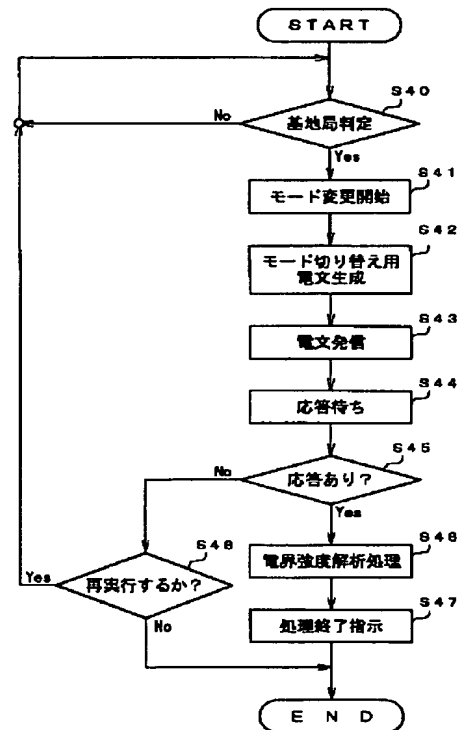 START
S40
基地局判定
No
Yes
S41
モード変更開始
S42
モード切り替え用
電文生成
S43
電文発信
S44
応答待ち
S45
応答あり?
No
Yes
S46
電界強度解析処理
S48
再実行するか?
Yes
No
S47
処理終了指示
END